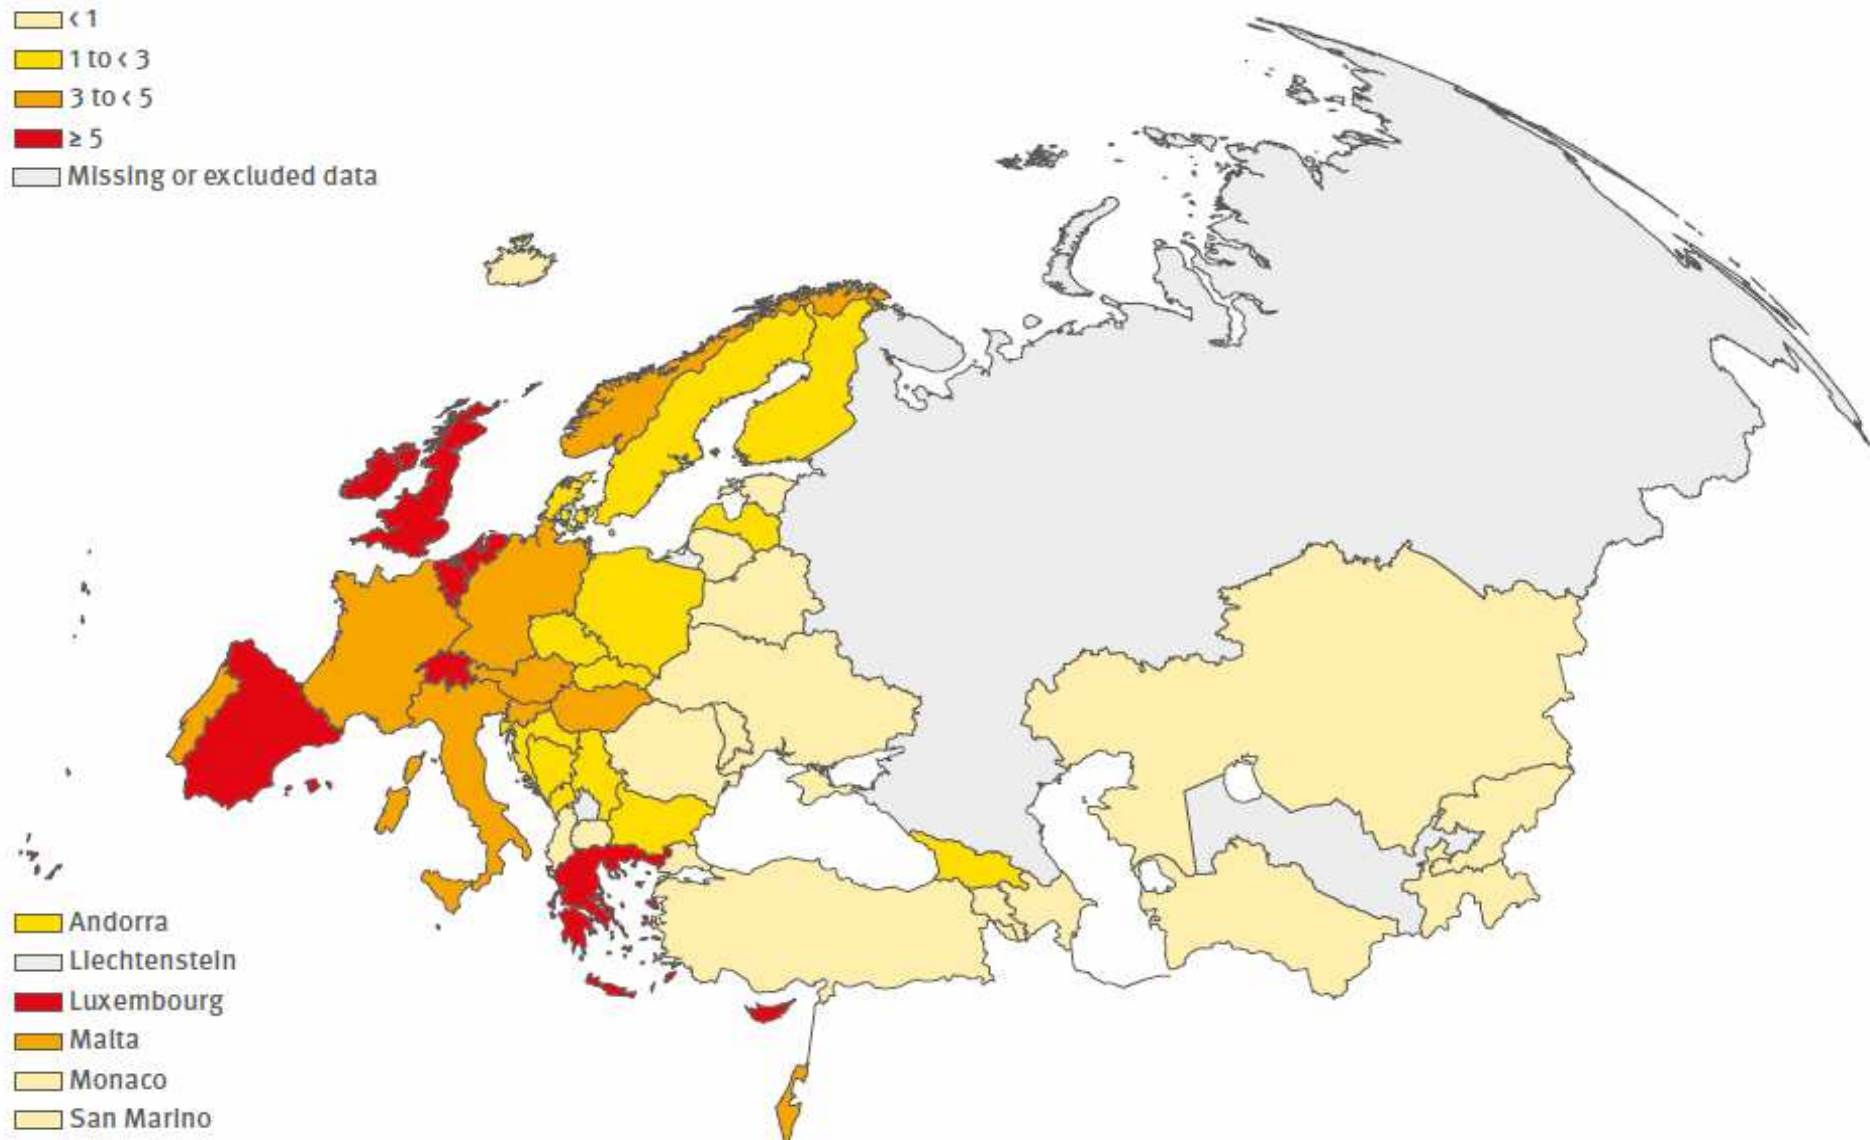 < 1
1 to < 3
3 to < 5
≥ 5
Missing or excluded data
Andorra
Liechtenstein
Luxembourg
Malta
Monaco
San Marino